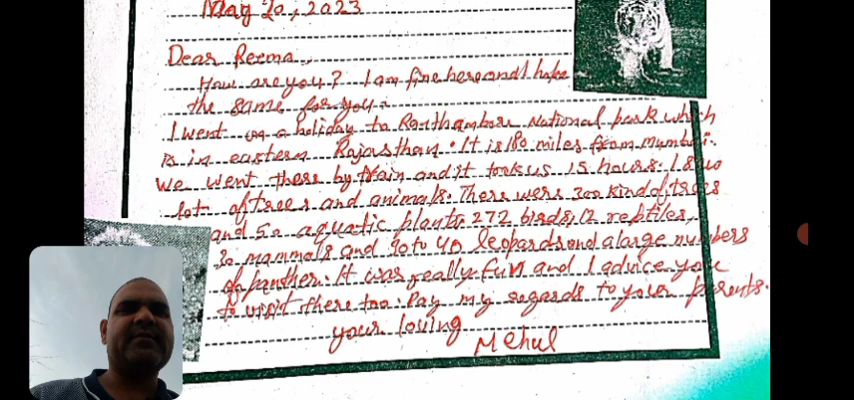 May 20, 2023
Dear Reema,
How are you? I am fine here and I hope
the same for you.
I went on a holiday to Ranthambore National park which
is in eastern Rajasthan. It is 180 miles from mumbai.
We went there by train and it took us 15 hours. I saw
lot of trees and animals. There were 300 kind of trees
and 50 aquatic plants 272 birds, 12 reptiles,
30 mammals and to 40 leopards and a large numbers
of panther. It was really fun and I advice you
to visit there too. Pay my regards to your parents.
your loving
Mehul